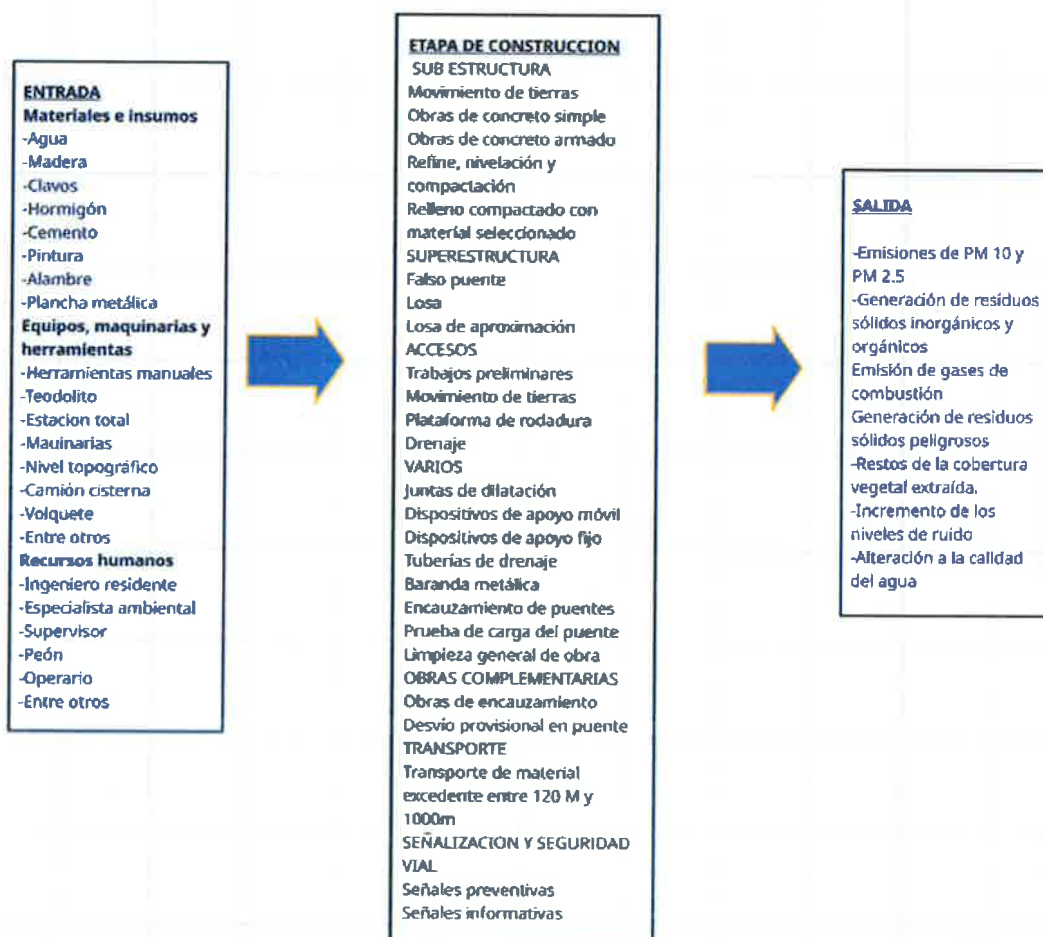 ENTRADA
Materiales e insumos
-Agua
-Madera
-Clavos
-Hormigón
-Cemento
-Pintura
-Alambre
-Plancha metálica
Equipos, maquinarias y
herramientas
-Herramientas manuales
-Teodolito
-Estacion total
-Mauinarias
-Nivel topográfico
-Camión cisterna
-Volquete
-Entre otros
Recursos humanos
-Ingeniero residente
-Especialista ambiental
-Supervisor
-Peón
-Operario
-Entre otros
ETAPA DE CONSTRUCCION
SUB ESTRUCTURA
Movimiento de tierras
Obras de concreto simple
Obras de concreto armado
Refine, nivelación y
compactación
Relleno compactado con
material seleccionado
SUPERESTRUCTURA
Falso puente
Losa
Losa de aproximación
ACCESOS
Trabajos preliminares
Movimiento de tierras
Plataforma de rodadura
Drenaje
VARIOS
Juntas de dilatación
Dispositivos de apoyo móvil
Dispositivos de apoyo fijo
Tuberías de drenaje
Baranda metálica
Encauzamiento de puentes
Prueba de carga del puente
Limpieza general de obra
OBRAS COMPLEMENTARIAS
Obras de encauzamiento
Desvío provisional en puente
TRANSPORTE
Transporte de material
excedente entre 120 M y
1000m
SEÑALIZACION Y SEGURIDAD
VIAL
Señales preventivas
Señales informativas
SALIDA
-Emisiones de PM 10 y
PM 2.5
-Generación de residuos
sólidos inorgánicos y
orgánicos
Emisión de gases de
combustión
Generación de residuos
sólidos peligrosos
-Restos de la cobertura
vegetal extraída.
-Incremento de los
niveles de ruido
-Alteración a la calidad
del agua